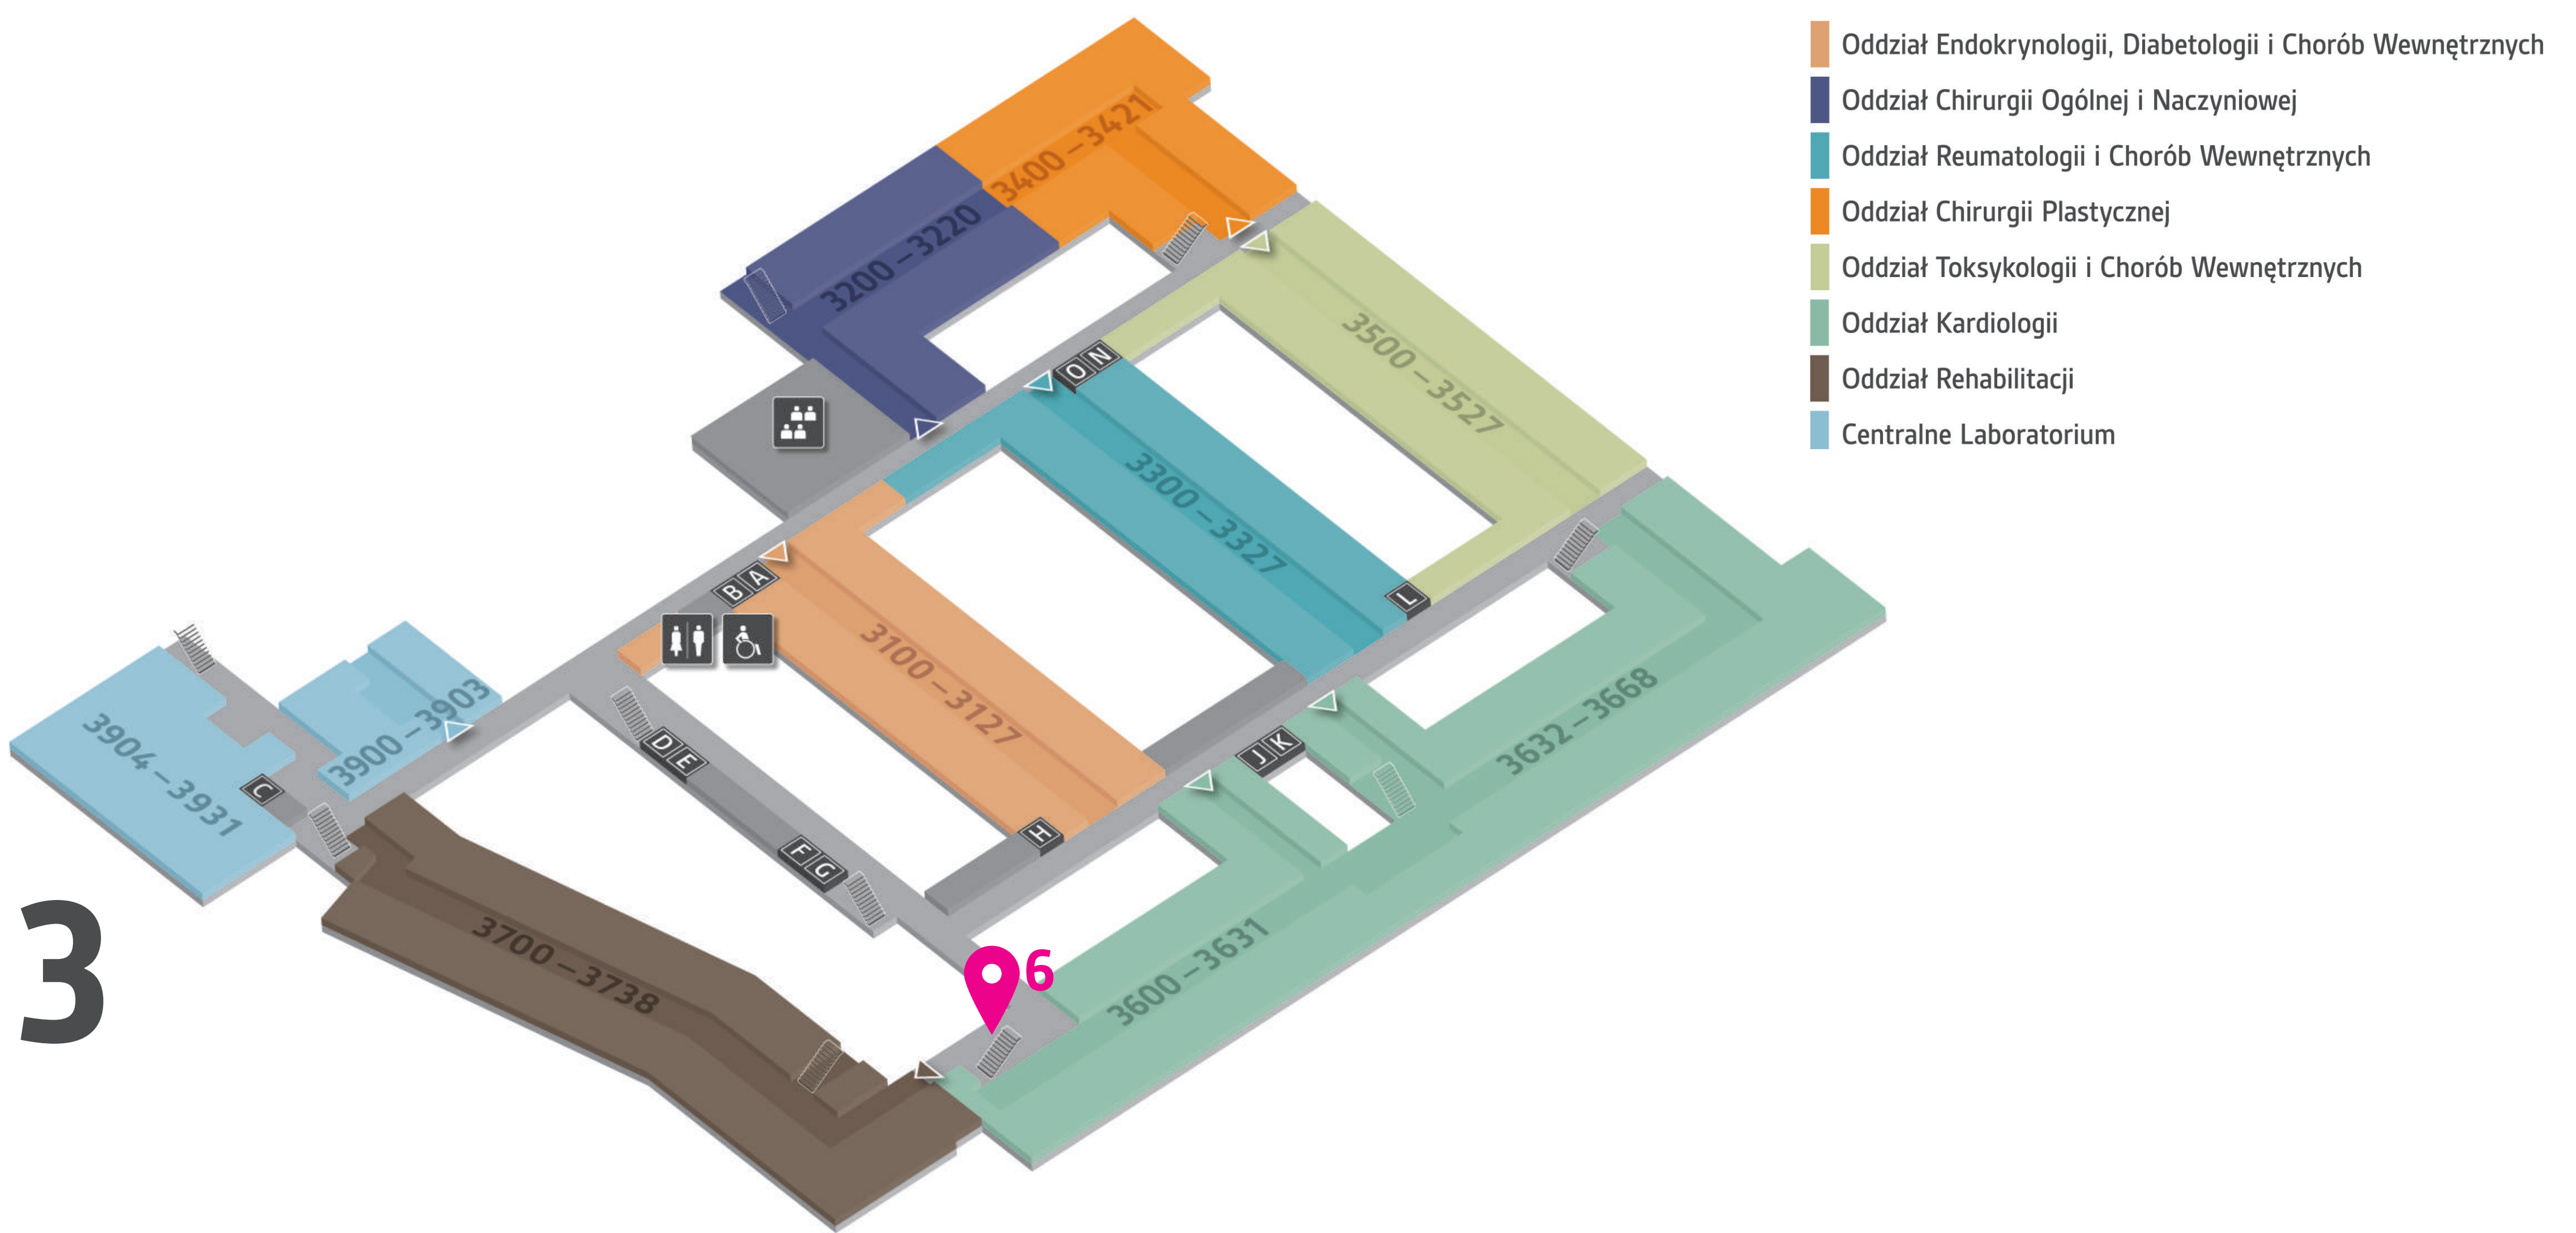 Oddział Endokrynologii, Diabetologii i Chorób Wewnętrznych
Oddział Chirurgii Ogólnej i Naczyniowej
Oddział Reumatologii i Chorób Wewnętrznych
Oddział Chirurgii Plastycznej
Oddział Toksykologii i Chorób Wewnętrznych
Oddział Kardiologii
Oddział Rehabilitacji
Centralne Laboratorium
3400–3421
3200–3220
3500–3527
O N
3300–3327
B A
L
3100–3127
3632–3668
3900–3903
3904–3931
D E
J K
C
H
F G
3
3700–3738
3600–3631
6